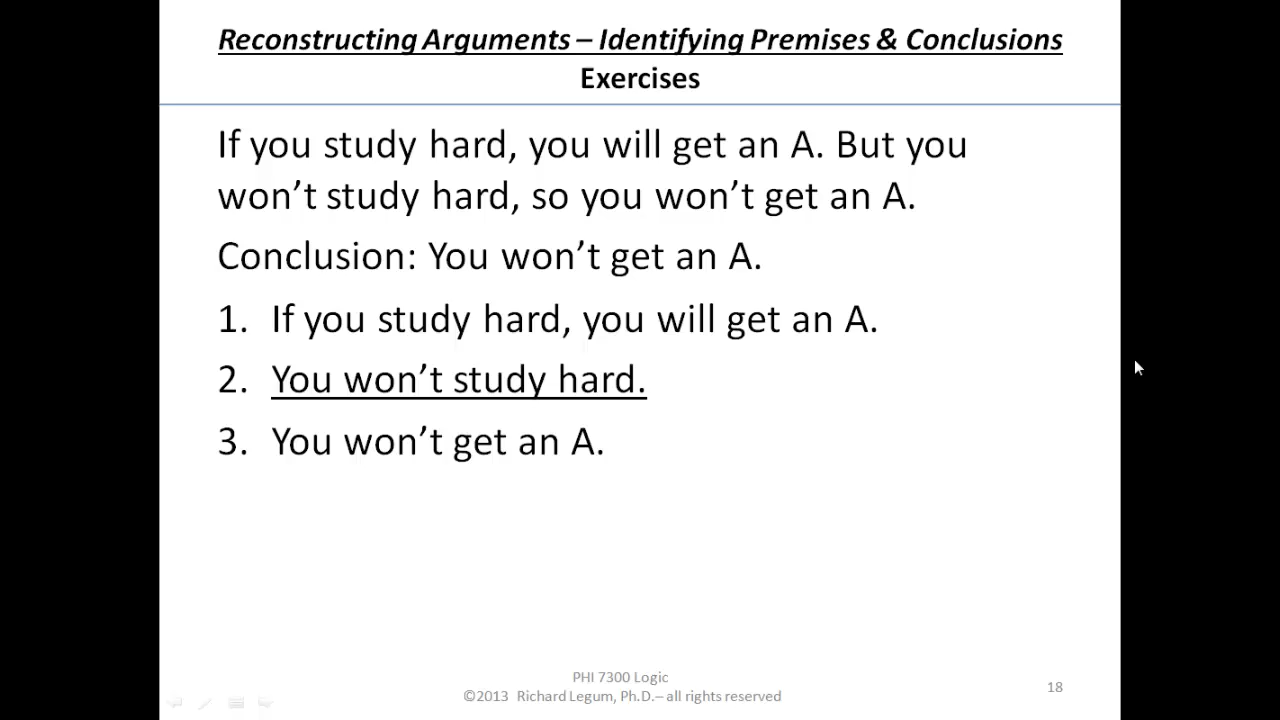 Reconstructing Arguments – Identifying Premises & Conclusions
Exercises
If you study hard, you will get an A. But you
won’t study hard, so you won’t get an A.
Conclusion: You won’t get an A.
1. If you study hard, you will get an A.
2. You won’t study hard.
3. You won’t get an A.
PHI 7300 Logic
©2013 Richard Legum, Ph.D.– all rights reserved
18